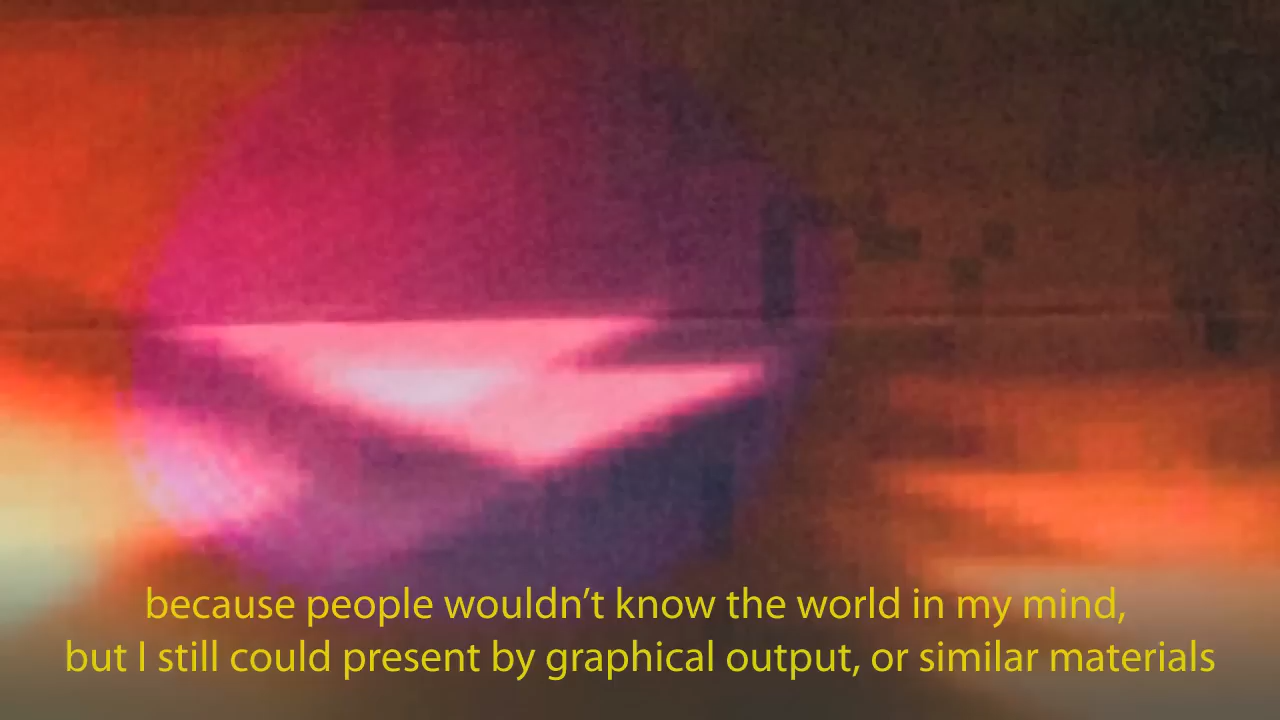 because people wouldn’t know the world in my mind,
but I still could present by graphical output, or similar materials